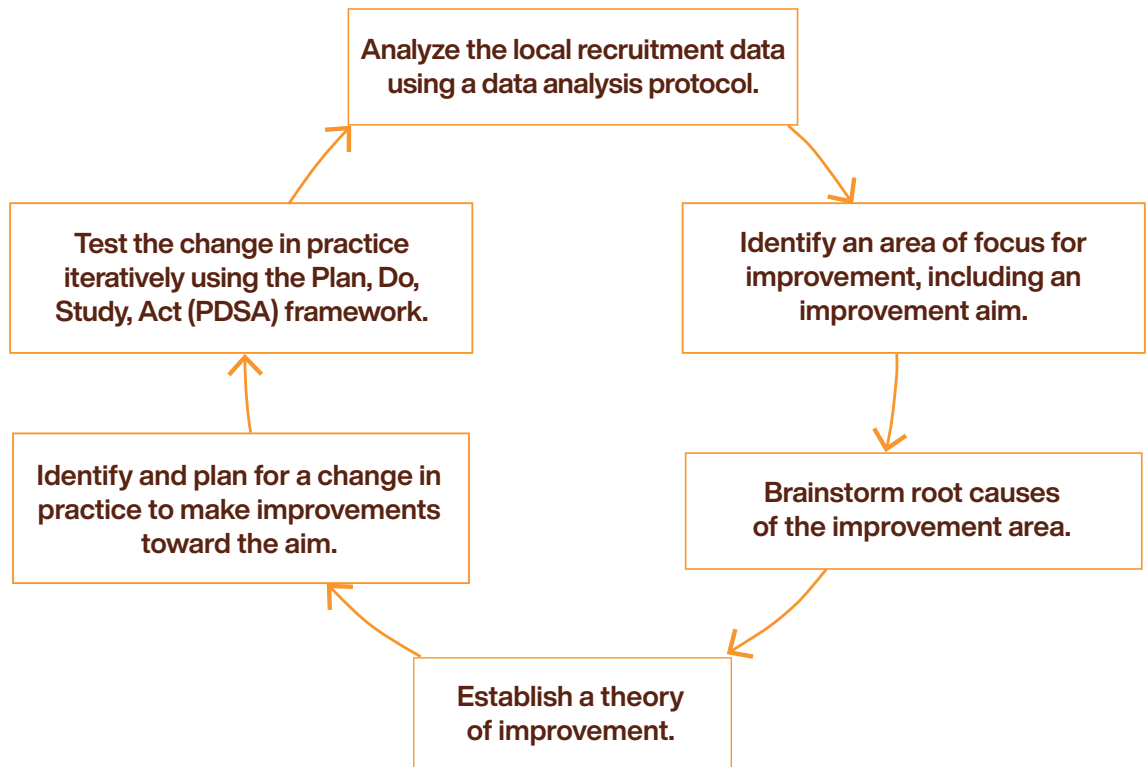 Analyze the local recruitment data
using a data analysis protocol.
Identify an area of focus for
improvement, including an
improvement aim.
Brainstorm root causes
of the improvement area.
Establish a theory
of improvement.
Identify and plan for a change in
practice to make improvements
toward the aim.
Test the change in practice
iteratively using the Plan, Do,
Study, Act (PDSA) framework.